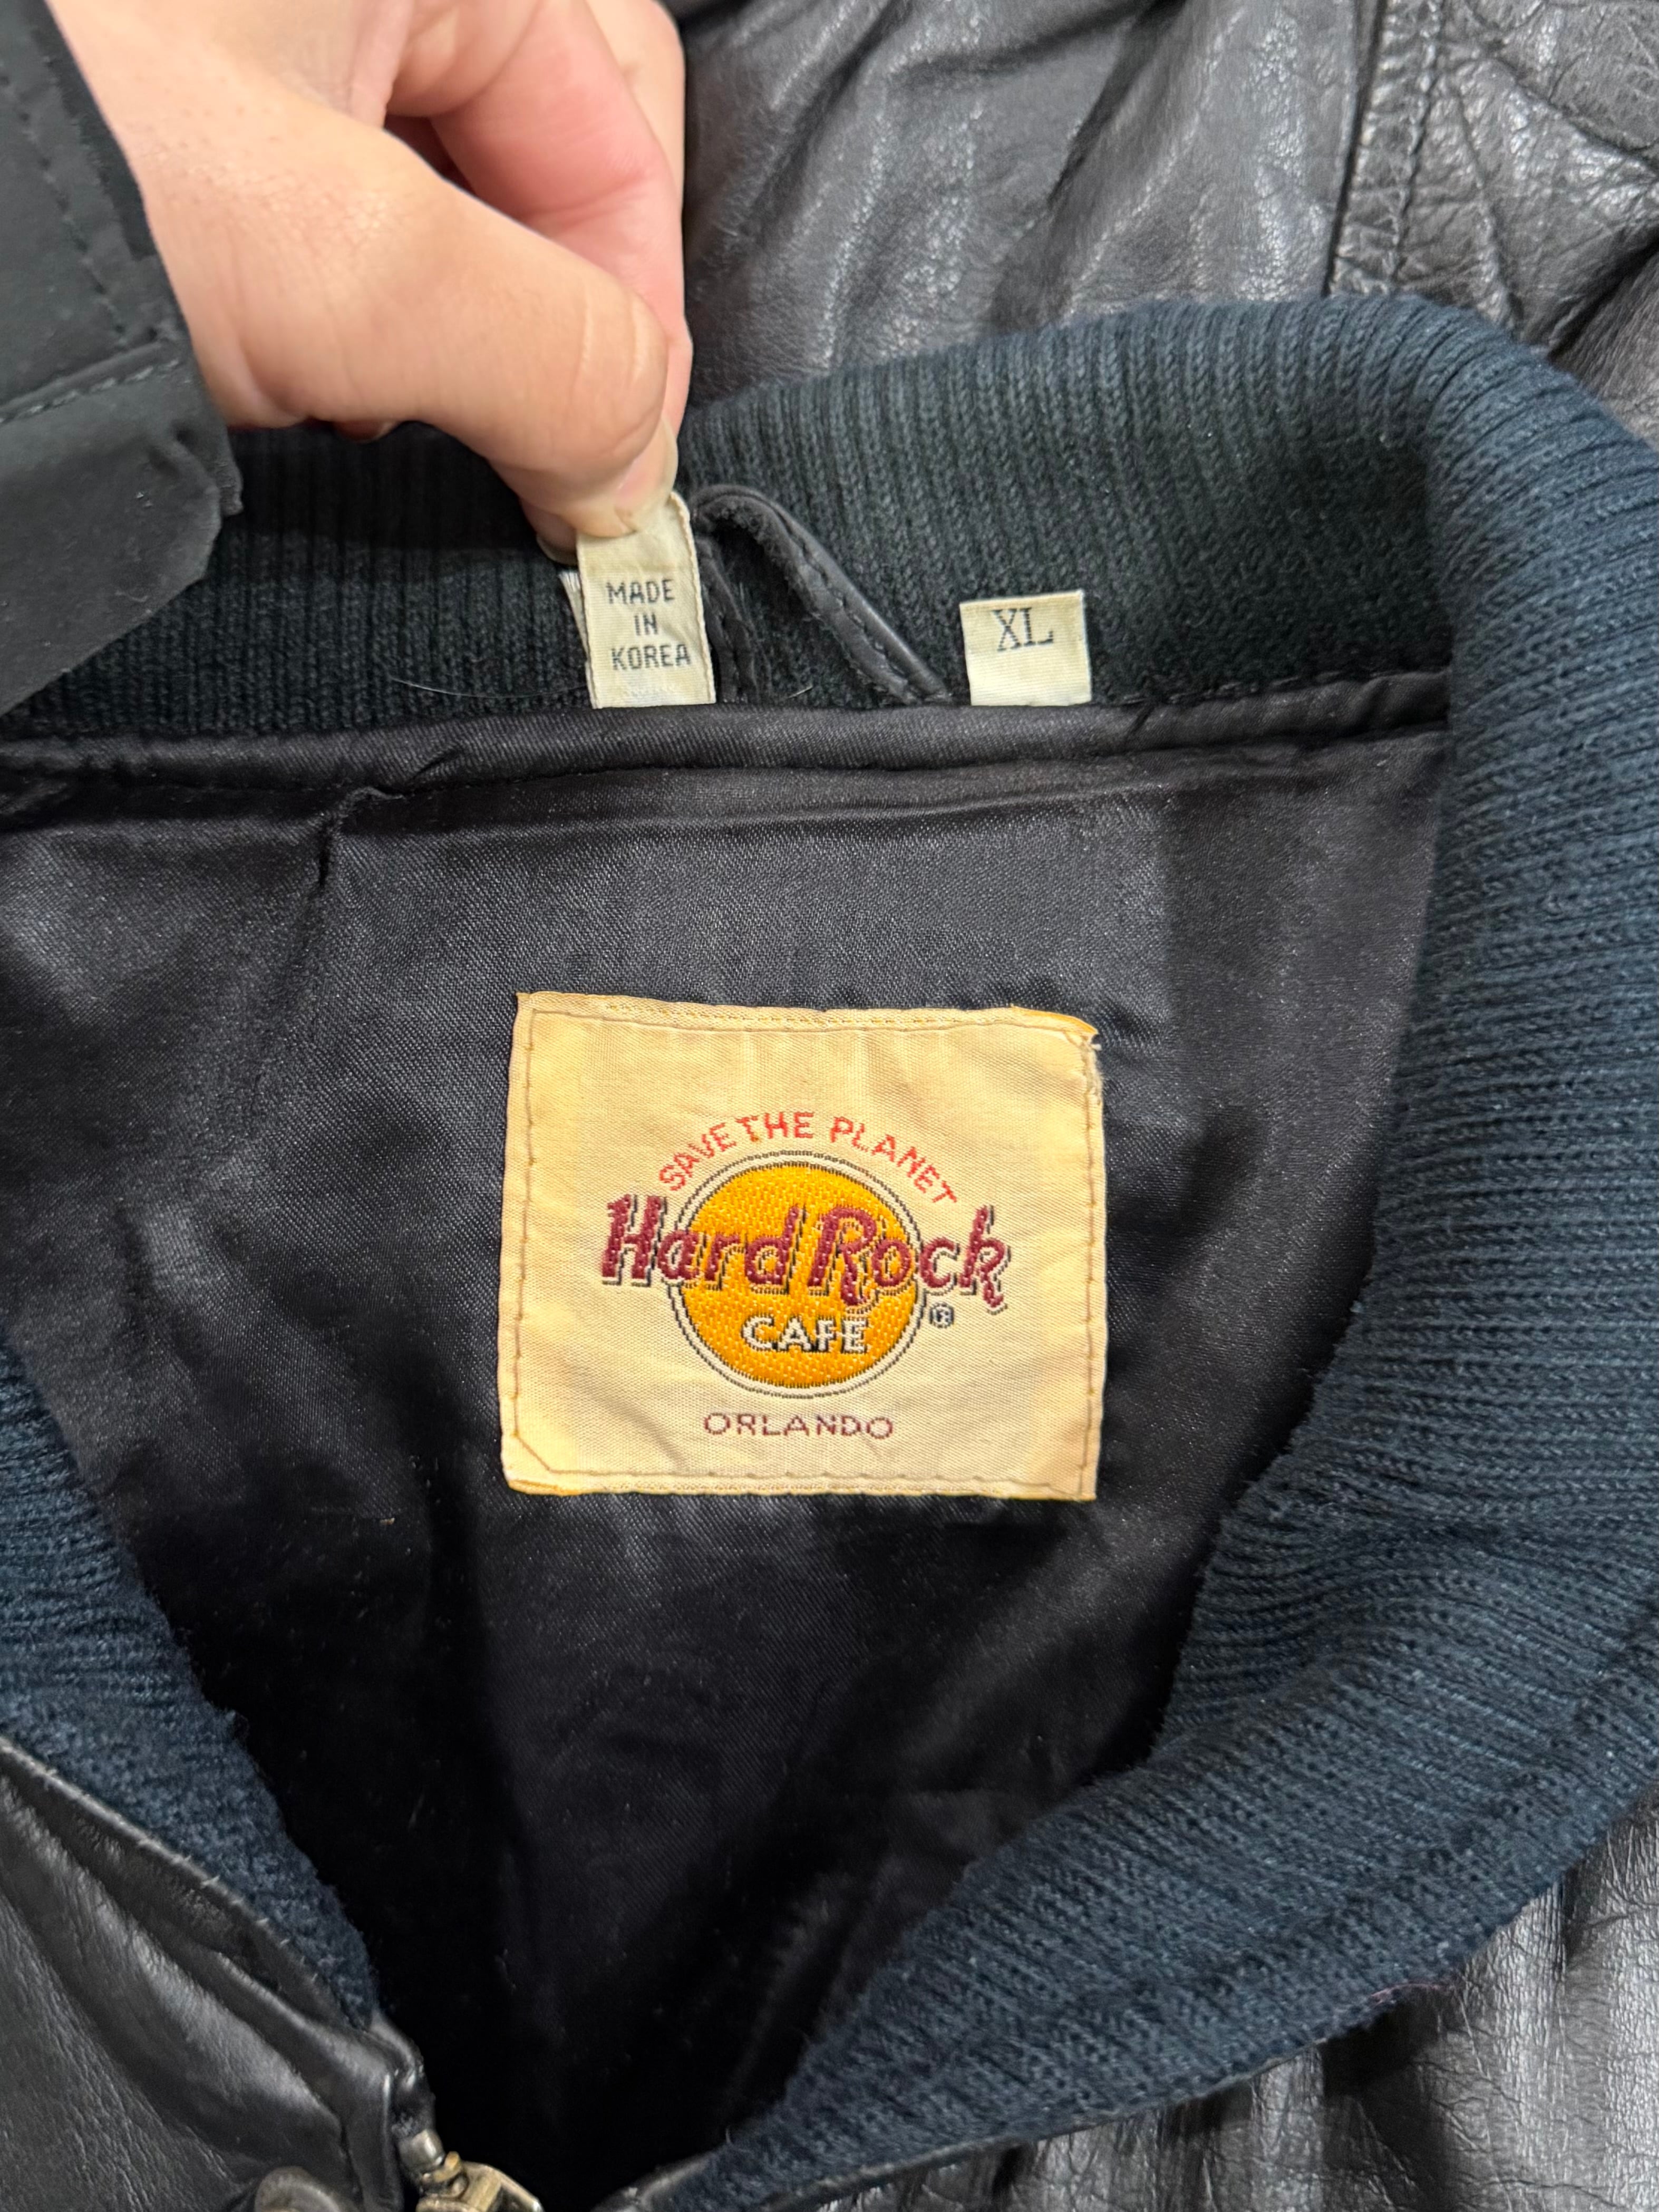 MADE
IN
KOREA
XL
SAVE THE PLANET
Hard Rock
CAFE
®
ORLANDO